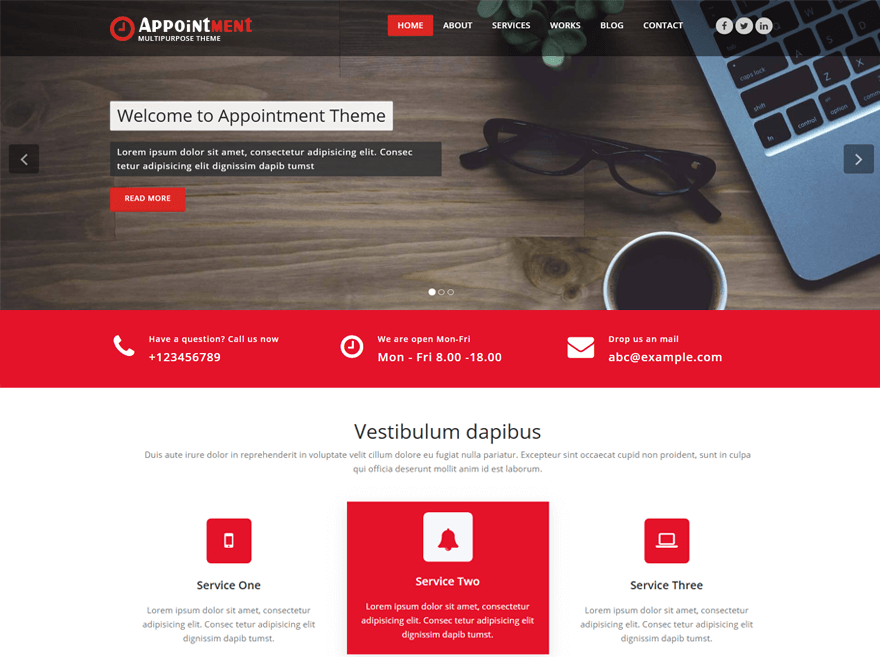 APPOiNTMENT
MULTIPURPOSE THEME
HOME ABOUT SERVICES WORKS BLOG CONTACT
Welcome to Appointment Theme
Lorem ipsum dolor sit amet, consectetur adipisicing elit. Consec
tetur adipisicing elit dignissim dapib tumst
READ MORE
caps lock
A
S
D
shift
Z
X
fn
control
option
Have a question? Call us now
+123456789
We are open Mon-Fri
Mon - Fri 8.00 -18.00
Drop us an mail
abc@example.com
Vestibulum dapibus
Duis aute irure dolor in reprehenderit in voluptate velit cillum dolore eu fugiat nulla pariatur. Excepteur sint occaecat cupid non proident, sunt in culpa
qui officia deserunt mollit anim id est laborum.
Service One
Lorem ipsum dolor sit amet, consectetur
adipisicing elit. Consec tetur adipisicing elit
dignissim dapib tumst.
Service Two
Lorem ipsum dolor sit amet, consectetur
adipisicing elit. Consec tetur adipisicing elit
dignissim dapib tumst.
Service Three
Lorem ipsum dolor sit amet, consectetur
adipisicing elit. Consec tetur adipisicing elit
dignissim dapib tumst.